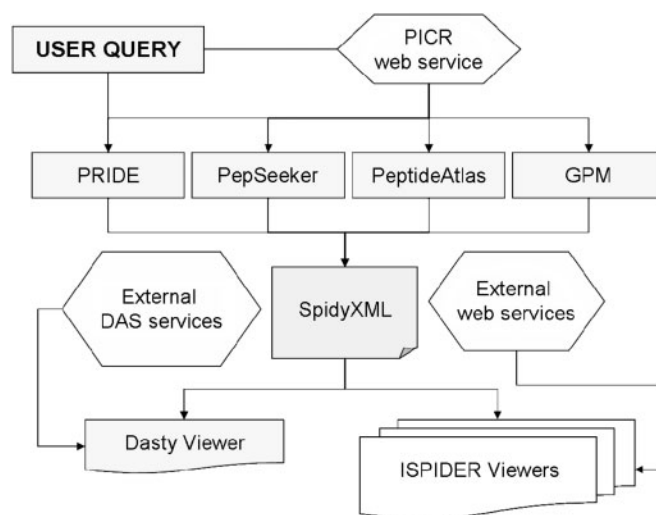 USER QUERY
PICR
web service
PRIDE
PepSeeker
PeptideAtlas
GPM
External
DAS services
SpidyXML
External
web services
Dasty Viewer
ISPIDER Viewers